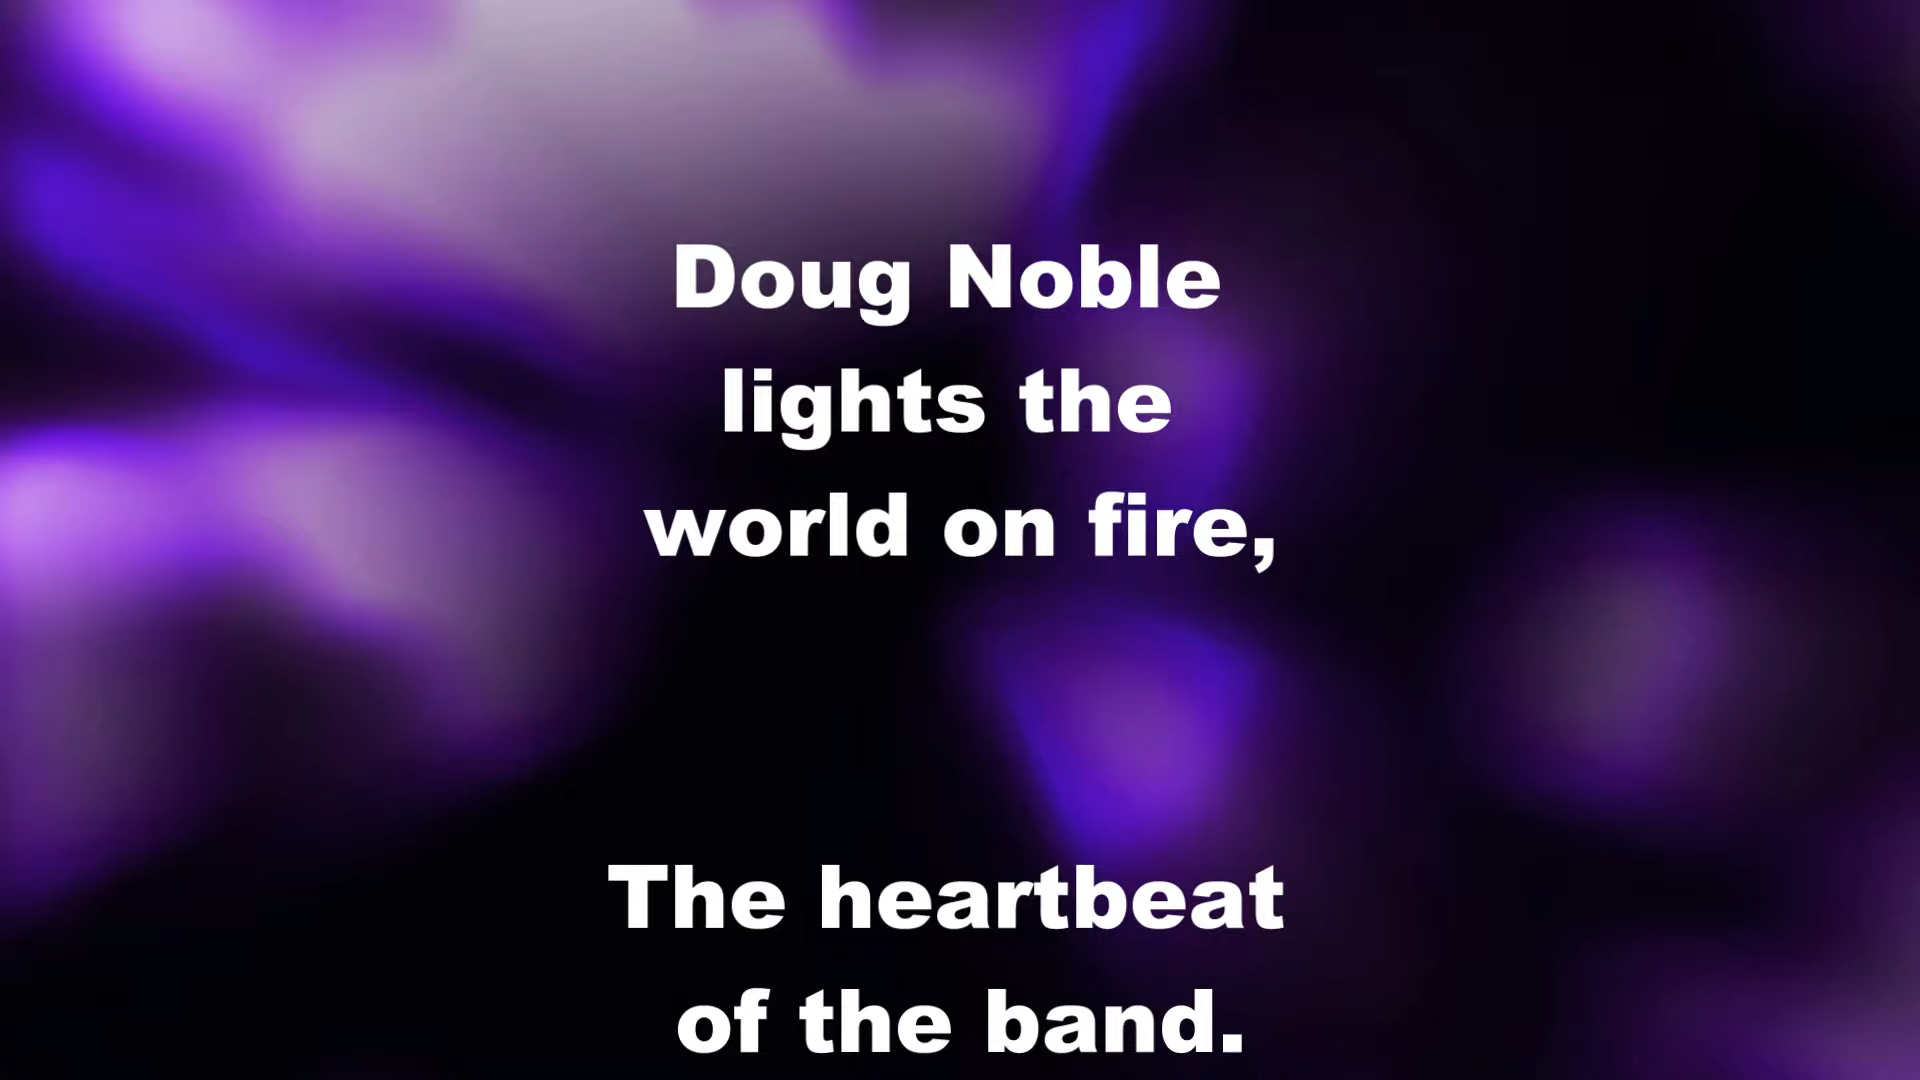 Doug Noble
lights the
world on fire,
The heartbeat
of the band.